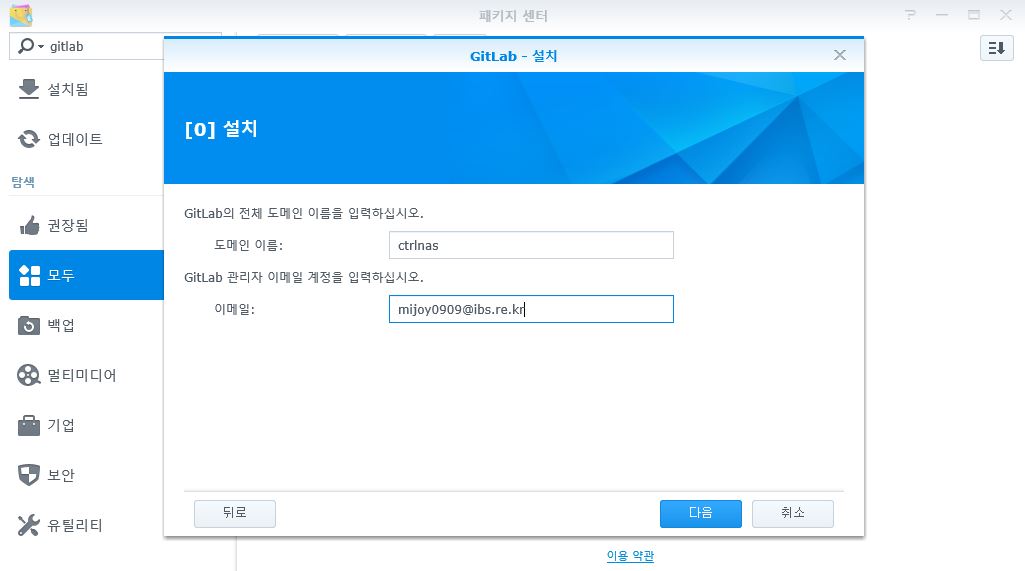 패키지 센터
gitlab
설치됨
업데이트
탐색
권장됨
모두
백업
멀티미디어
기업
보안
유틸리티
GitLab - 설치
[0] 설치
GitLab의 전체 도메인 이름을 입력하십시오.
도메인 이름: ctrlnas
GitLab 관리자 이메일 계정을 입력하십시오.
이메일: mijoy0909@ibs.re.kr
뒤로 다음 취소
이용 약관